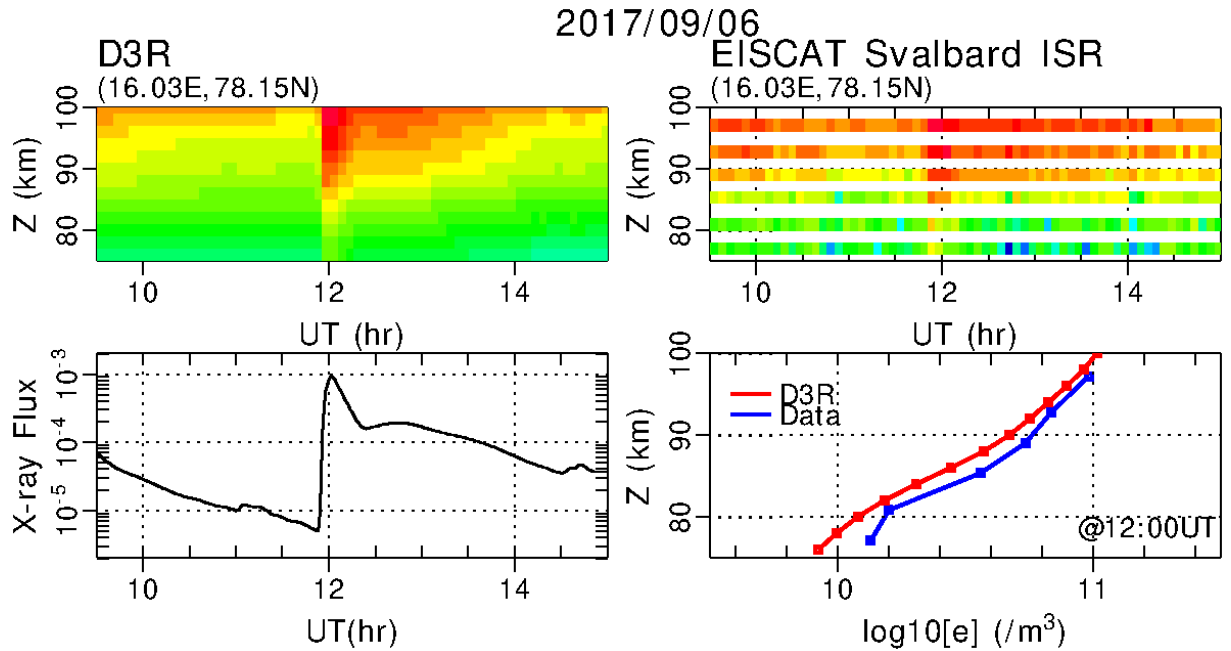 2017/09/06
D3R
(16.03E,78.15N)
Z (km)
100
90
80
10
12
14
UT (hr)
EISCAT Svalbard ISR
(16.03E,78.15N)
Z (km)
100
90
80
10
12
14
UT (hr)
X-ray Flux
10-3
10-4
10-5
10
12
14
UT(hr)
Z (km)
100
90
80
D3R
Data
@12:00UT
10
11
log10[e] (/m3)